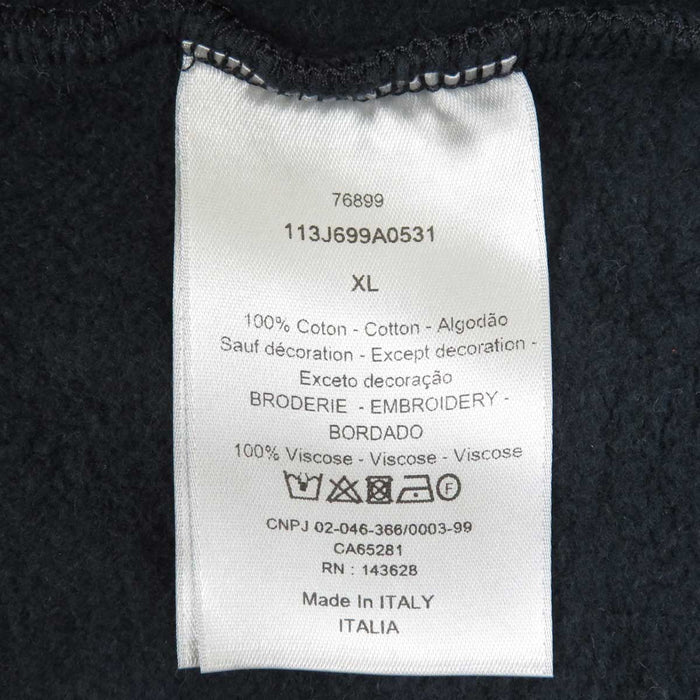 76899
113J699A0531
XL
100% Coton - Cotton - Algodão
Sauf décoration - Except decoration -
Exceto decoração
BRODERIE - EMBROIDERY -
BORDADO
100% Viscose - Viscose - Viscose
F
CNPJ 02-046-366/0003-99
CA65281
RN : 143628
Made In ITALY
ITALIA